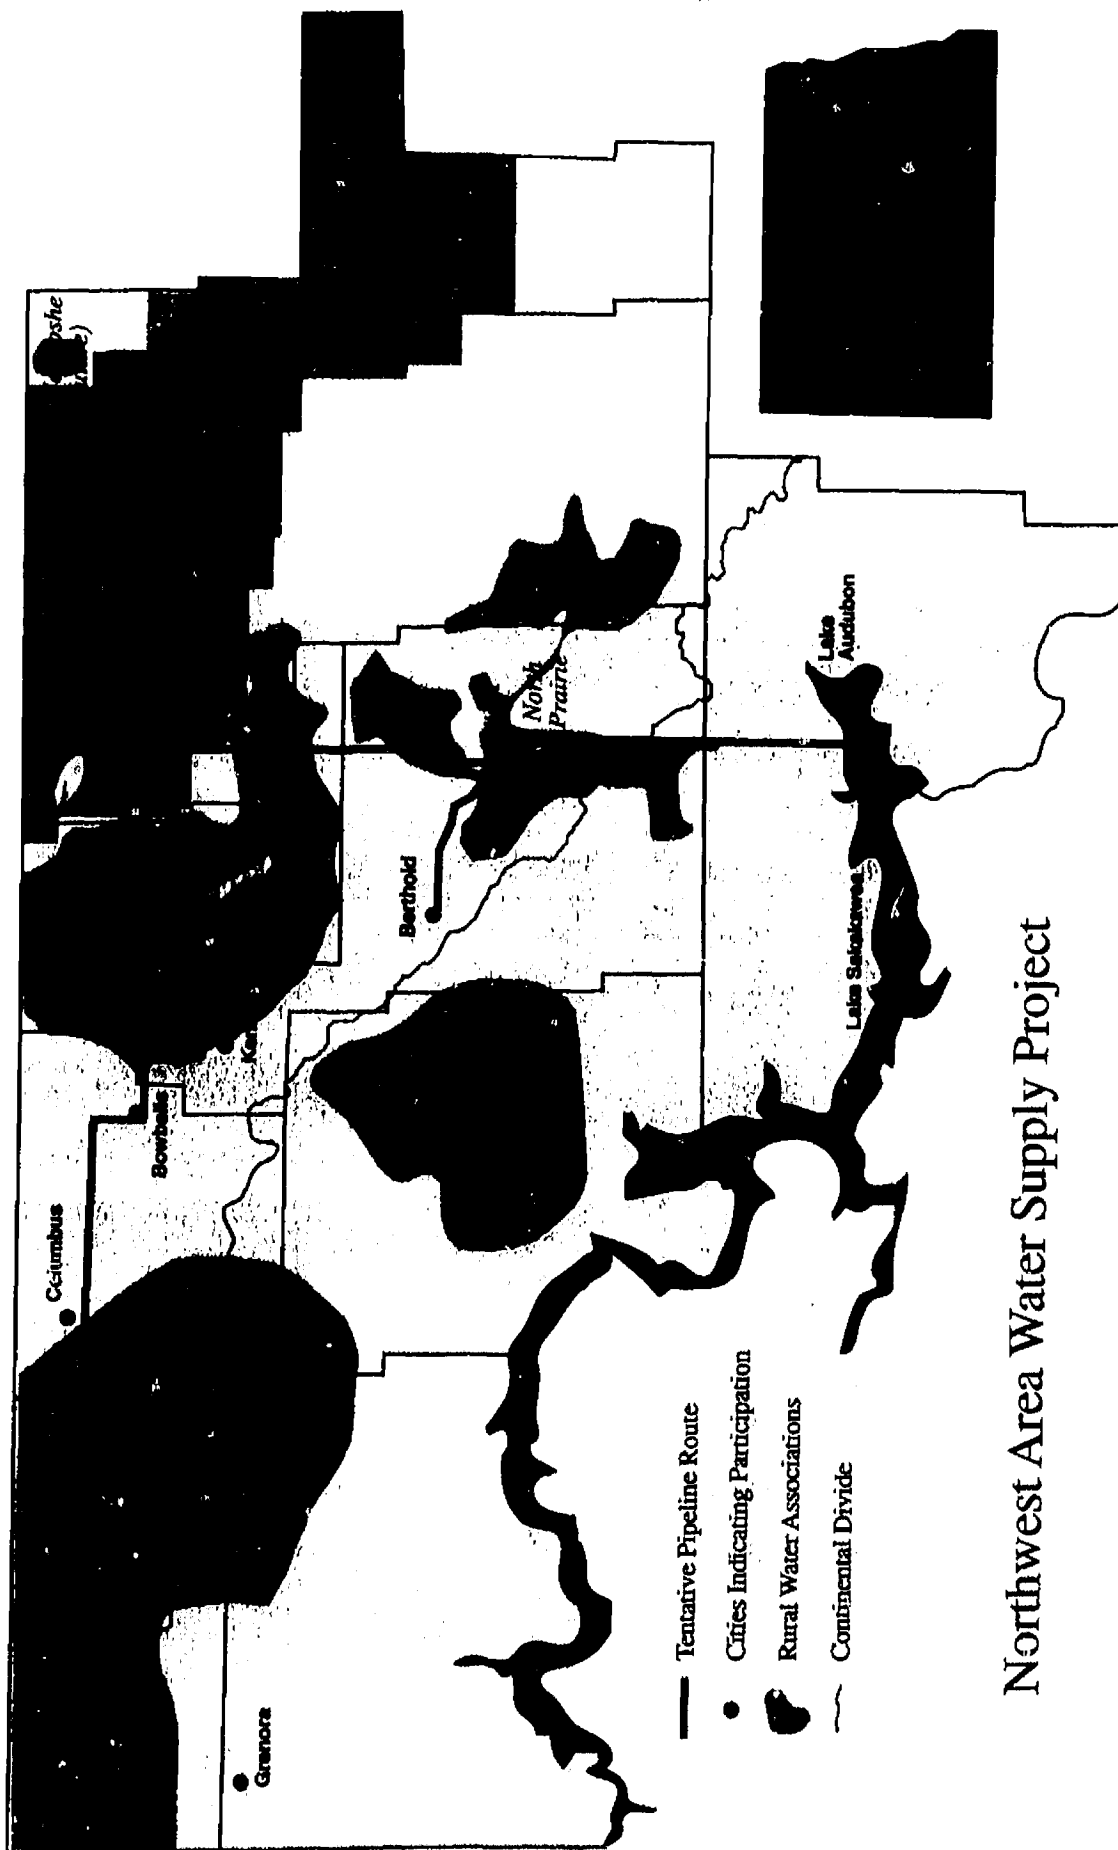 Columbus
Bowbells
Grenora
Berthold
North
Prairie
Lake
Audubon
Lake Sakakawea
Tentative Pipeline Route
Cities Indicating Participation
Rural Water Associations
Continental Divide
Northwest Area Water Supply Project